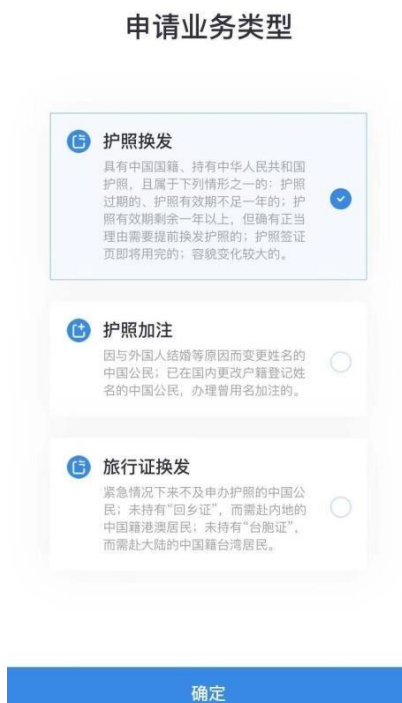 申请业务类型
护照换发
具有中国国籍、持有中华人民共和国
护照，且属于下列情形之一的：护照
过期的、护照有效期不足一年的；护
照有效期剩余一年以上，但确有正当
理由需要提前换发护照的；护照签证
页即将用完的；容貌变化较大的。
护照加注
因与外国人结婚等原因而变更姓名的
中国公民；已在国内更改户籍登记姓
名的中国公民，办理曾用名加注的。
旅行证换发
紧急情况下来不及申办护照的中国公
民；未持有“回乡证”，而需赴内地的
中国籍港澳居民；未持有“台胞证”，
而需赴大陆的中国籍台湾居民。
确定